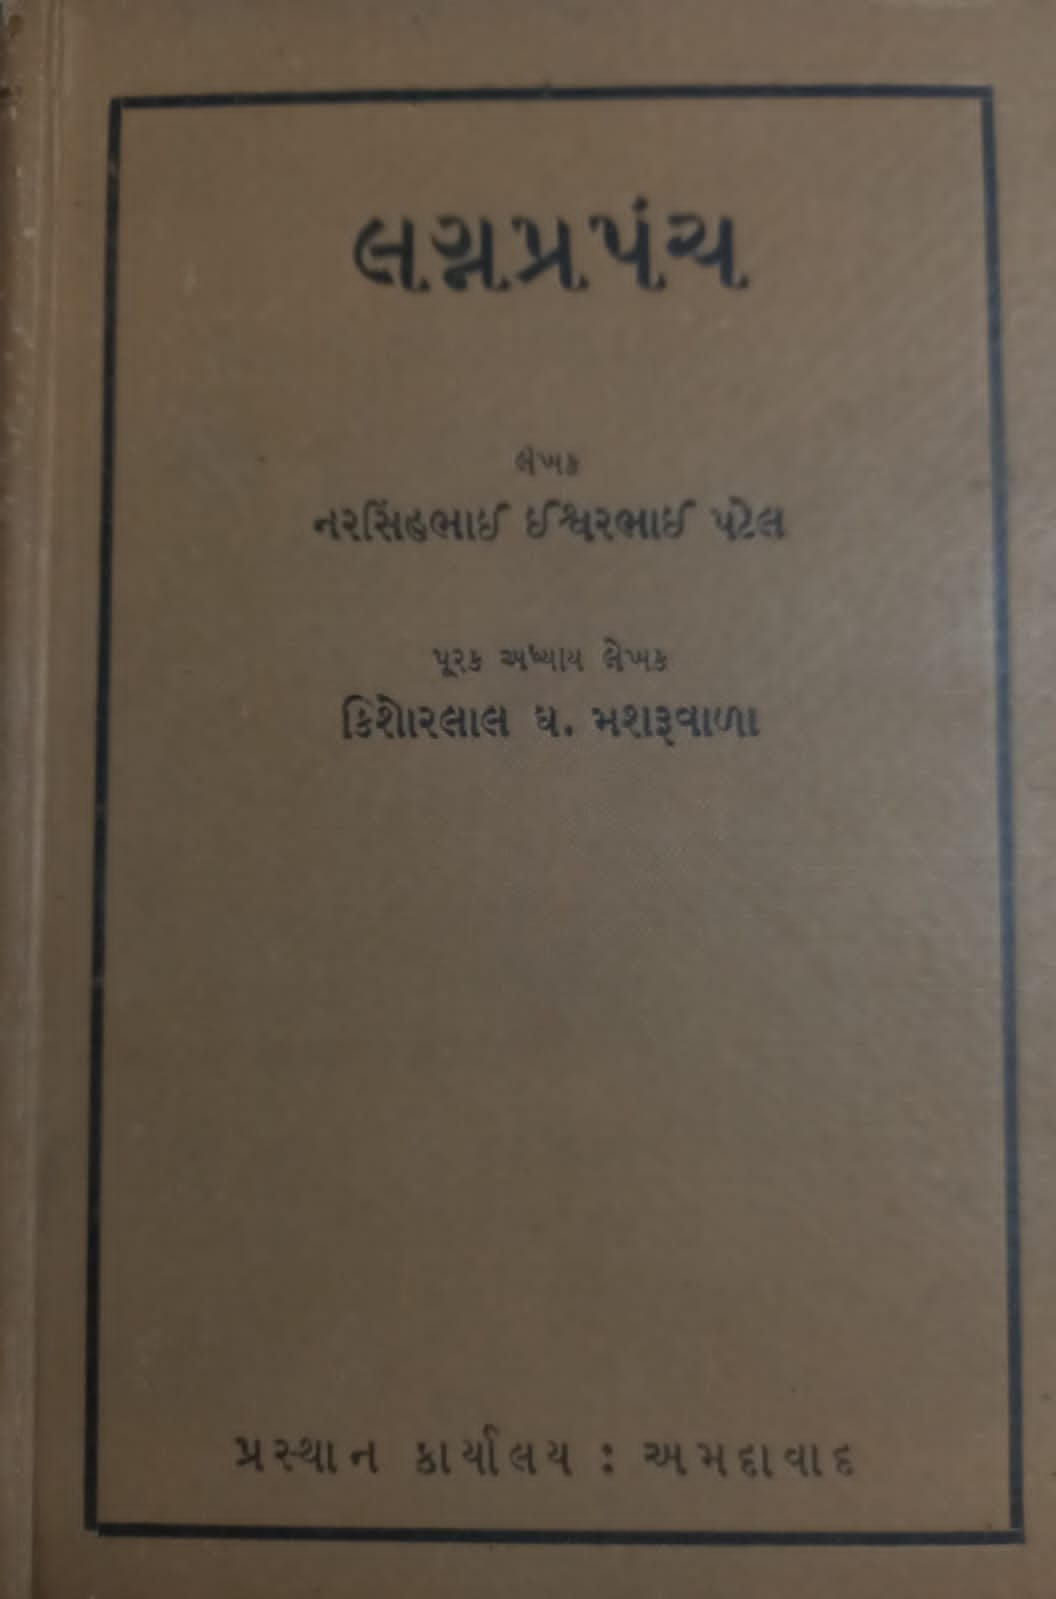 લગ્નપ્રપંચ
લેખક
નરસિંહભાઈ ઈશ્વરભાઈ પટેલ
પૂરક અધ્યાય લેખક
કિશોરલાલ ઘ. મશરૂવાળા
પ્રસ્થાન કાર્યાલય : અમદાવાદ